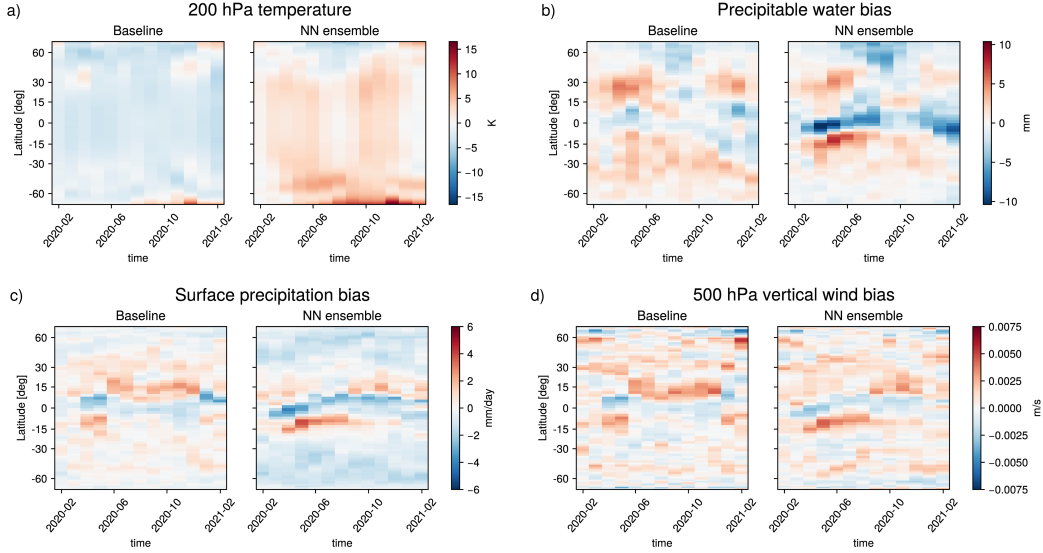 a)
200 hPa temperature
Baseline
NN ensemble
Latitude [deg]
60
30
15
0
-15
-30
-60
2020-02
2020-06
2020-10
2021-02
time
2020-02
2020-06
2020-10
2021-02
time
15
10
5
0
−5
−10
−15
K
b)
Precipitable water bias
Baseline
NN ensemble
Latitude [deg]
60
30
15
0
-15
-30
-60
2020-02
2020-06
2020-10
2021-02
time
2020-02
2020-06
2020-10
2021-02
time
10
5
0
−5
−10
mm
c)
Surface precipitation bias
Baseline
NN ensemble
Latitude [deg]
60
30
15
0
-15
-60
2020-02
2020-06
2020-10
2021-02
time
2020-02
2020-06
2020-10
2021-02
time
6
4
2
0
−2
−4
−6
mm/day
d)
500 hPa vertical wind bias
Baseline
NN ensemble
Latitude [deg]
60
30
15
0
-15
-60
2020-02
2020-06
2020-10
2021-02
time
2020-02
2020-06
2020-10
2021-02
time
0.0075
0.0050
0.0025
0.0000
−0.0025
−0.0050
−0.0075
m/s